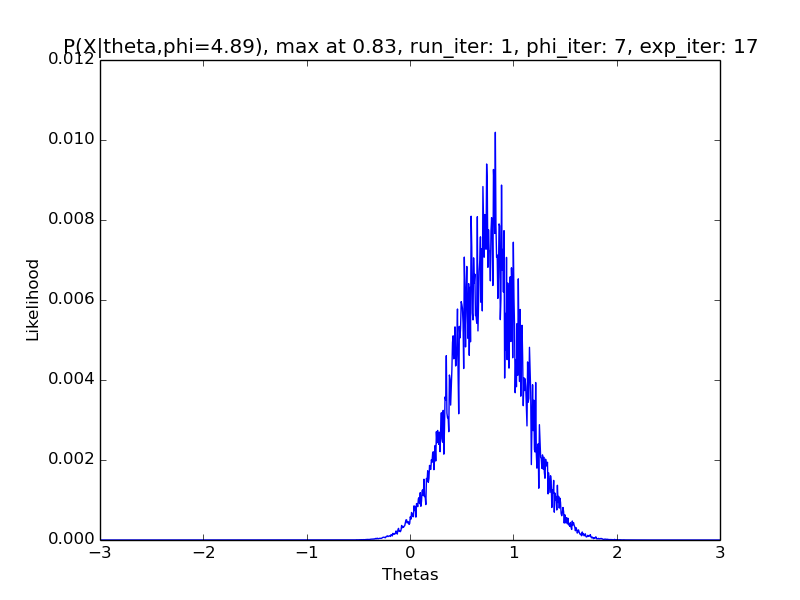 P(X|theta,phi=4.89), max at 0.83, run_iter: 1, phi_iter: 7, exp_iter: 17
0.012
0.010
0.008
0.006
0.004
0.002
0.000
Likelihood
−3 −2 −1 0 1 2 3
Thetas